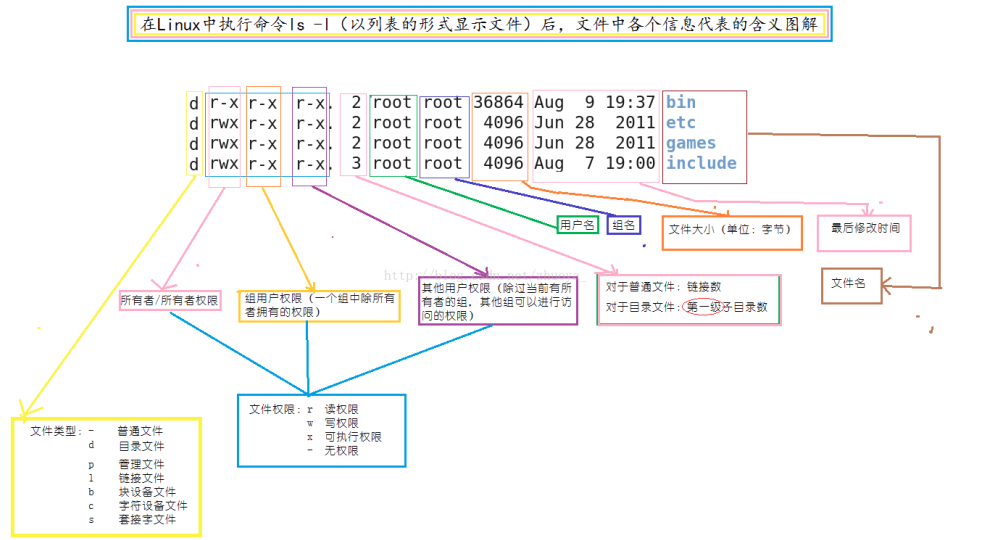 在Linux中执行命令ls -l（以列表的形式显示文件）后，文件中各个信息代表的含义图解
d r-x r-x r-x. 2 root root 36864 Aug 9 19:37 bin
d rwx r-x r-x. 2 root root 4096 Jun 28 2011 etc
d rwx r-x r-x. 2 root root 4096 Jun 28 2011 games
d rwx r-x r-x. 3 root root 4096 Aug 7 19:00 include
用户名
组名
文件大小（单位：字节）
最后修改时间
http://blog.csdn.net/
所有者/所有者权限
组用户权限（一个组中除所有
者拥有的权限）
其他用户权限（除过当前有所
有者的组，其他组可以进行访
问的权限）
对于普通文件：链接数
对于目录文件：第一级子目录数
文件名
文件权限：r 读权限
w 写权限
x 可执行权限
- 无权限
文件类型：- 普通文件
d 目录文件
p 管理文件
l 链接文件
b 块设备文件
c 字符设备文件
s 套接字文件